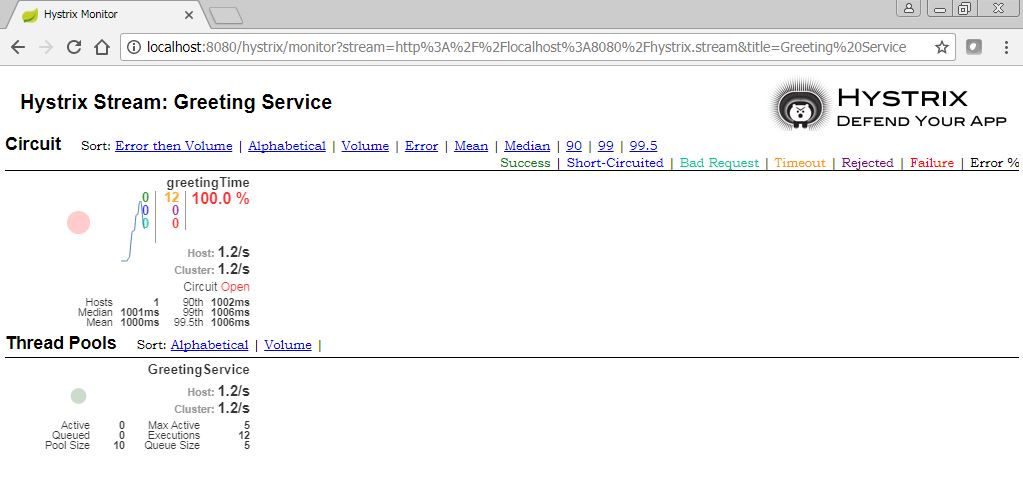 Hystrix Monitor
localhost:8080/hystrix/monitor?stream=http%3A%2F%2Flocalhost%3A8080%2Fhystrix.stream&title=Greeting%20Service
Hystrix Stream: Greeting Service
HYSTRIX
DEFEND YOUR APP
Circuit Sort: Error then Volume | Alphabetical | Volume | Error | Mean | Median | 90 | 99 | 99.5
Success | Short-Circuited | Bad Request | Timeout | Rejected | Failure | Error %
greetingTime
0 12 100.0 %
0 0
0 0
Host: 1.2/s
Cluster: 1.2/s
Circuit Open
Hosts 1 90th 1002ms
Median 1001ms 99th 1006ms
Mean 1000ms 99.5th 1006ms
Thread Pools Sort: Alphabetical | Volume |
GreetingService
Host: 1.2/s
Cluster: 1.2/s
Active 0 Max Active 5
Queued 0 Executions 12
Pool Size 10 Queue Size 5